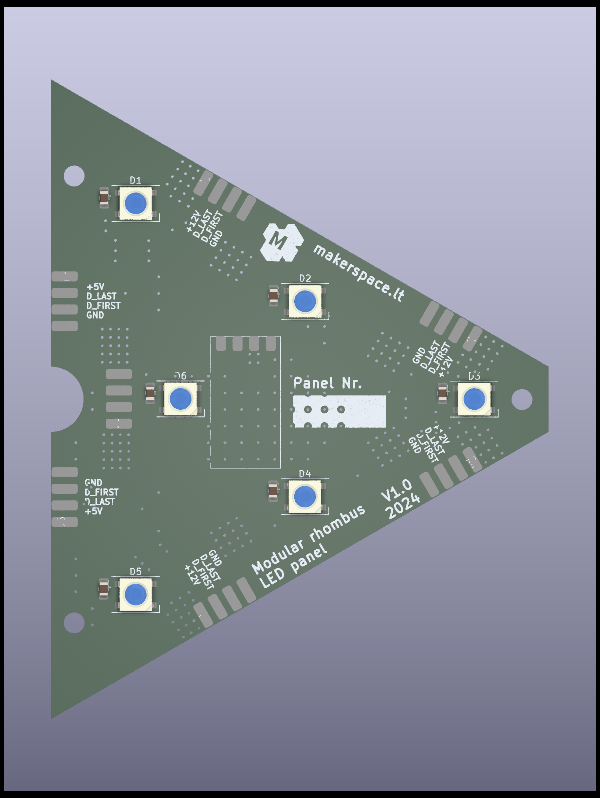 D1
+12V
D_LAST
D_FIRST
GND
M
makerspace.lt
+5V
D_LAST
D_FIRST
GND
D2
GND
D_LAST
D_FIRST
+12V
D6
Panel Nr.
D3
+12V
D_LAST
D_FIRST
GND
GND
D_FIRST
D_LAST
+5V
D4
V1.0
2024
Modular rhombus
LED panel
GND
D_LAST
D_FIRST
+12V
D5